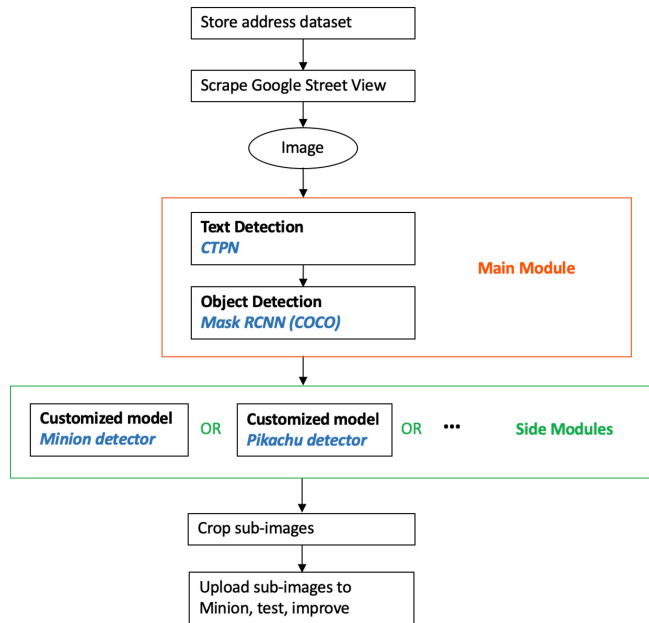 Store address dataset
Scrape Google Street View
Image
Text Detection
CTPN
Main Module
Object Detection
Mask RCNN (COCO)
Customized model
Minion detector
OR
Customized model
Pikachu detector
OR
...
Side Modules
Crop sub-images
Upload sub-images to
Minion, test, improve